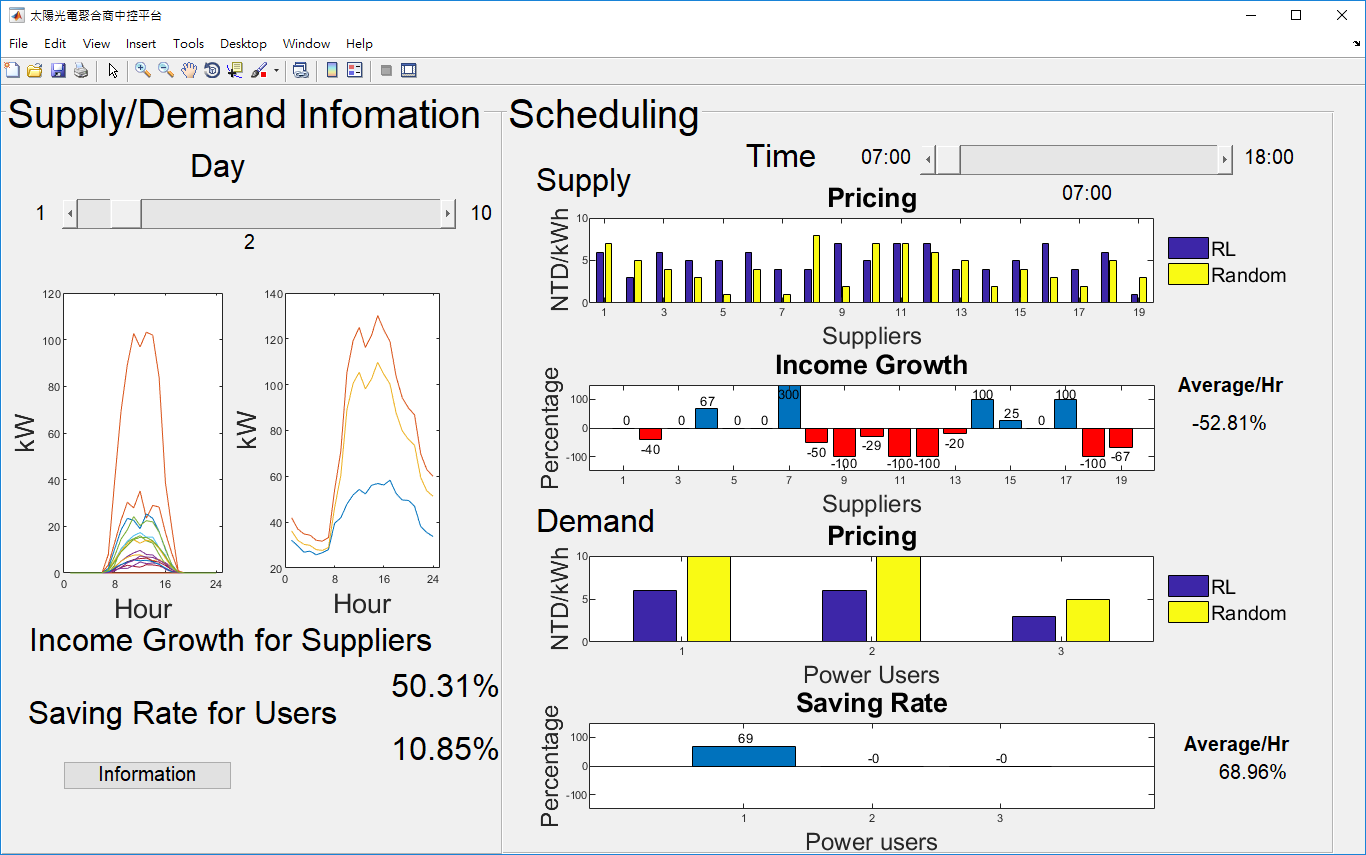 太陽光電聚合商中控平台
File Edit View Insert Tools Desktop Window Help
Supply/Demand Infomation
Day
1 10
2
120
100
80
60
40
20
0
kW
0 8 16 24
Hour
140
120
100
80
60
40
20
kW
0 8 16 24
Hour
Income Growth for Suppliers
50.31%
Saving Rate for Users
10.85%
Information
Scheduling
Time 07:00 18:00
07:00
Supply
Pricing
NTD/kWh
10
5
0
1 3 5 7 9 11 13 15 17 19
Suppliers
RL
Random
Income Growth
Percentage
100
0
-100
0 -40 0 67 0 0 300 -50 -100 -29 -100 -100 -20 100 25 0 100 -100 -67
1 3 5 7 9 11 13 15 17 19
Suppliers
Average/Hr
-52.81%
Demand
Pricing
NTD/kWh
10
5
0
1 2 3
Power Users
RL
Random
Saving Rate
Percentage
100
0
-100
69 -0 -0
1 2 3
Power users
Average/Hr
68.96%